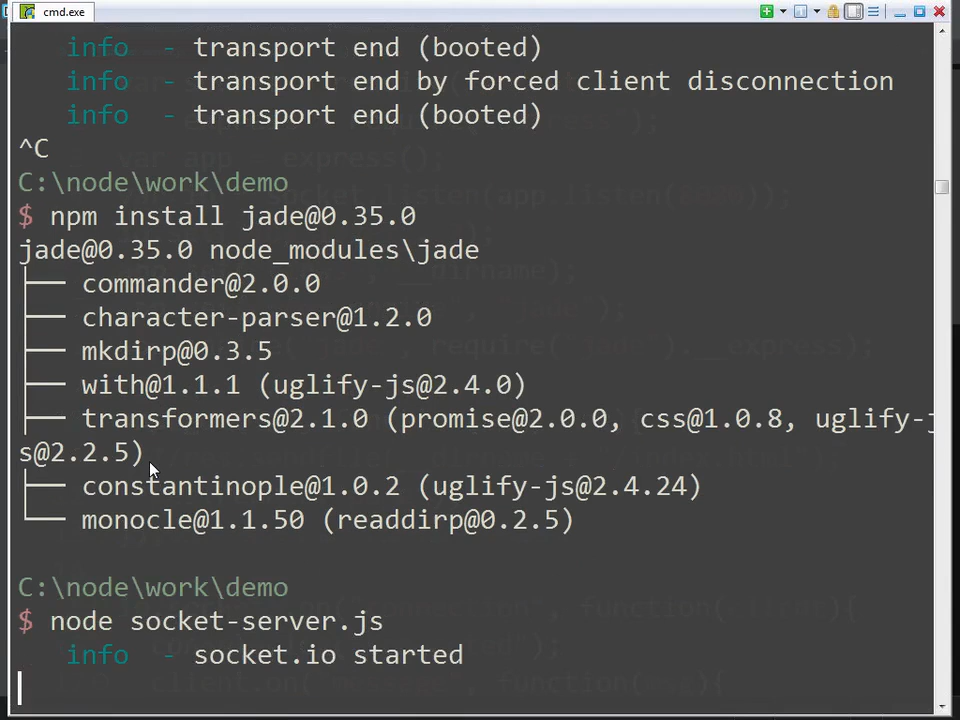 cmd.exe
info - transport end (booted)
info - transport end by forced client disconnection
info - transport end (booted)
^C
C:\node\work\demo
$ npm install jade@0.35.0
jade@0.35.0 node_modules\jade
├── commander@2.0.0
├── character-parser@1.2.0
├── mkdirp@0.3.5
├── with@1.1.1 (uglify-js@2.4.0)
├── transformers@2.1.0 (promise@2.0.0, css@1.0.8, uglify-j
s@2.2.5)
├── constantinople@1.0.2 (uglify-js@2.4.24)
└── monocle@1.1.50 (readdirp@0.2.5)
C:\node\work\demo
$ node socket-server.js
info - socket.io started